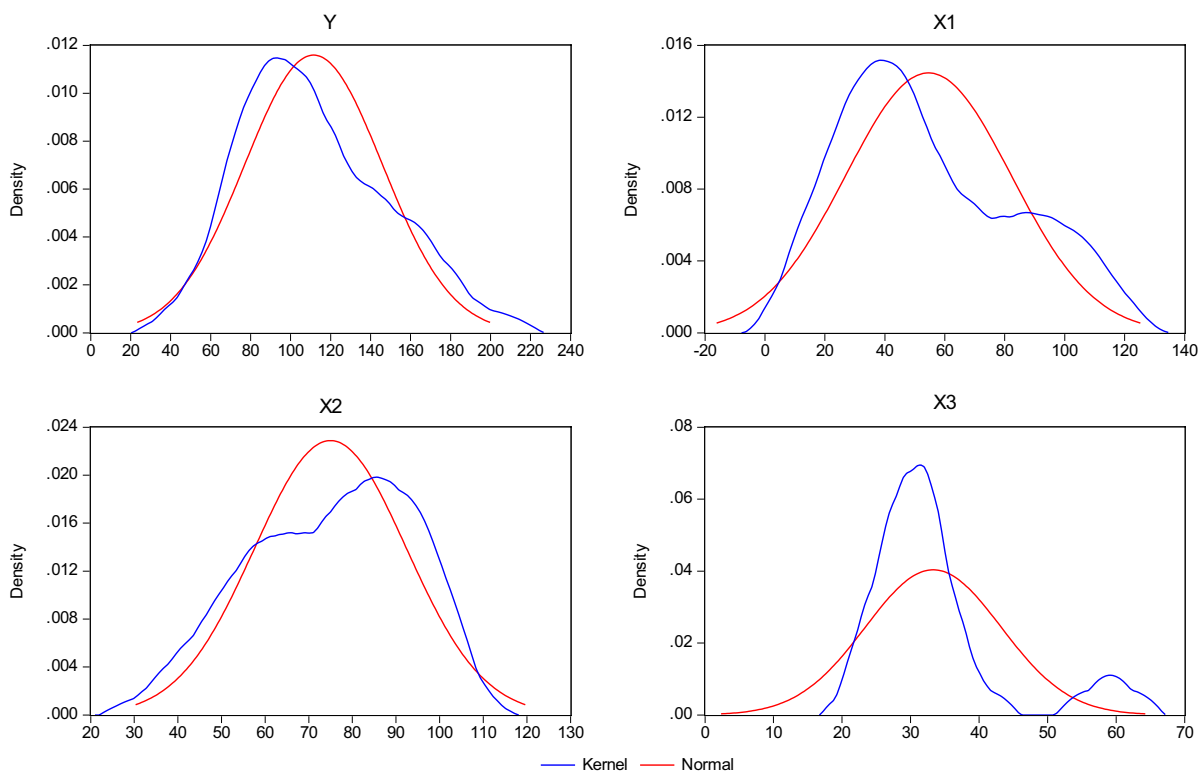 Y
.012
.010
.008
.006
.004
.002
.000
Density
0 20 40 60 80 100 120 140 160 180 200 220 240
X1
.016
.012
.008
.004
.000
Density
-20 0 20 40 60 80 100 120 140
X2
.024
.020
.016
.012
.008
.004
.000
Density
20 30 40 50 60 70 80 90 100 110 120 130
X3
.08
.06
.04
.02
.00
Density
0 10 20 30 40 50 60 70
Kernel Normal